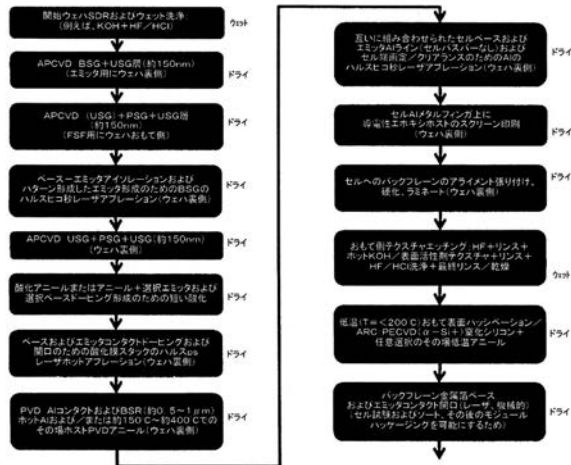 開始ウェハSDRおよびウェット洗浄:
(例えば、KOH+HF/HCl)
ウェット
APCVD BSG+USG層(約150nm)
(エミッタ用にウェハ裏側)
ドライ
APCVD (USG)+PSG+USG層
(約150nm)
(FSF用にウェハおもて側)
ドライ
ベースーエミッタアイソレーションおよび
パターン形成したエミッタ形成のためのBSGの
パルスピコ秒レーザアブレーション(ウェハ裏側)
ドライ
APCVD USG+PSG+USG(約150nm)
(ウェハ裏側)
ドライ
酸化アニールまたはアニール+選択エミッタおよび
選択ベースドーピング形成のための短い酸化
ドライ
ベースおよびエミッタコンタクトドーピングおよび
開口のための酸化膜スタックのパルスps
レーザホットアブレーション(ウェハ裏側)
ドライ
PVD AlコンタクトおよびBSR(約0.5~1μm)
ホットAlおよび/または約150℃~約400℃での
その場ポストPVDアニール(ウェハ裏側)
ドライ
互いに組み合わせられたセルベースおよび
エミッタAlライン(セルバスバーなし)および
セル 画定/クリアランスのためのAlの
パルスピコ秒レーザアブレーション(ウェハ裏側)
ドライ
セルAlメタルフィンガ上に
導電性エポキシポストのスクリーン印刷
(ウェハ裏側)
ドライ
セルへのバックプレーンのアライメント張り付け、
硬化、ラミネート(ウェハ裏側)
ドライ
おもて側テクスチャエッチング:HF+リンス+
ホットKOH/表面活性剤テクスチャ+リンス+
HF/HCl洗浄+最終リンス/乾燥
ウェット
低温(T=<200℃)おもて表面パッシベーション/
ARC PECVD(α-Si+)窒化シリコン+
任意選択のその場低温アニール
ドライ
バックプレーン金属箔ベース
およびエミッタコンタクト開口(レーザ、機械的)
(セル試験およびソート、その後のモジュール
パッケージングを可能にするため)
ドライ